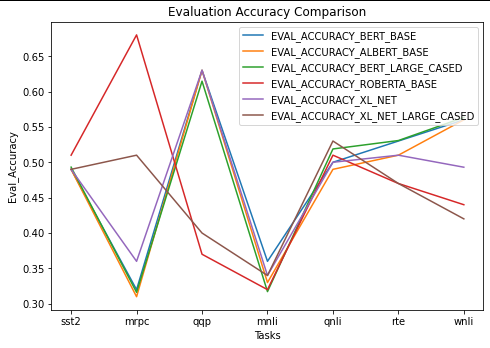 Evaluation Accuracy Comparison
EVAL_ACCURACY_BERT_BASE
EVAL_ACCURACY_ALBERT_BASE
EVAL_ACCURACY_BERT_LARGE_CASED
EVAL_ACCURACY_ROBERTA_BASE
EVAL_ACCURACY_XL_NET
EVAL_ACCURACY_XL_NET_LARGE_CASED
Eval_Accuracy
0.65
0.60
0.55
0.50
0.45
0.40
0.35
0.30
sst2 mrpc qqp mnli qnli rte wnli
Tasks